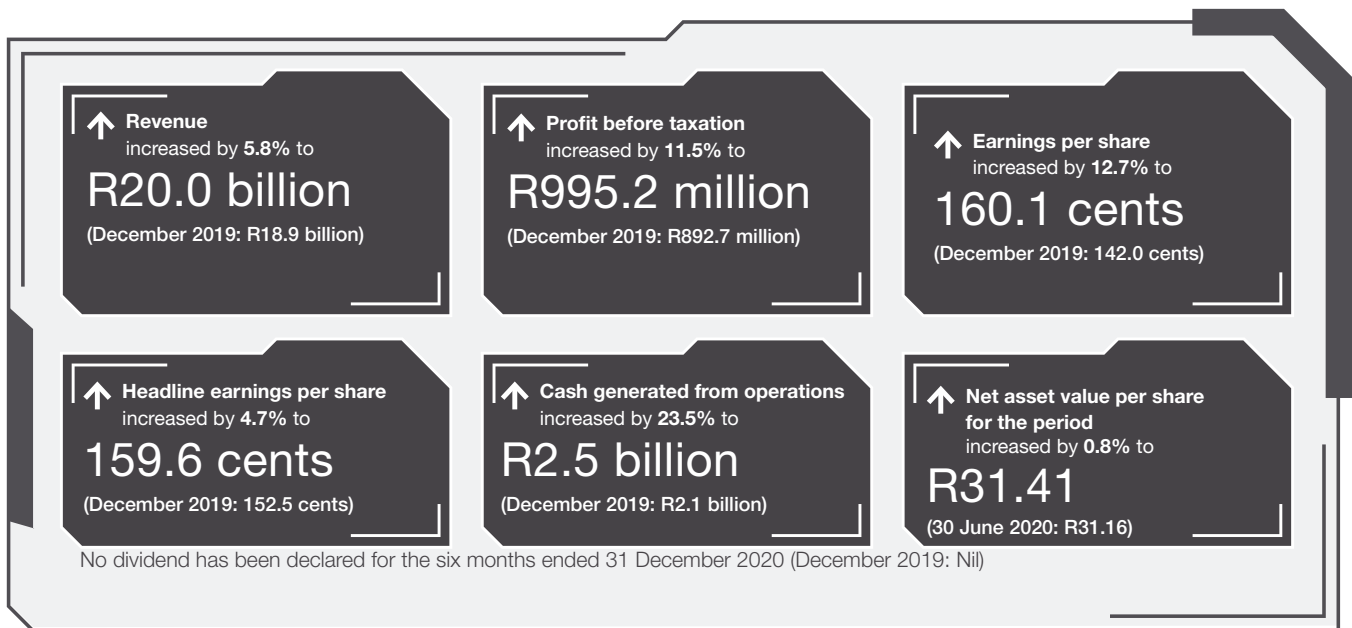 Revenue
increased by 5.8% to
R20.0 billion
(December 2019: R18.9 billion)
Profit before taxation
increased by 11.5% to
R995.2 million
(December 2019: R892.7 million)
Earnings per share
increased by 12.7% to
160.1 cents
(December 2019: 142.0 cents)
Headline earnings per share
increased by 4.7% to
159.6 cents
(December 2019: 152.5 cents)
Cash generated from operations
increased by 23.5% to
R2.5 billion
(December 2019: R2.1 billion)
Net asset value per share
for the period
increased by 0.8% to
R31.41
(30 June 2020: R31.16)
No dividend has been declared for the six months ended 31 December 2020 (December 2019: Nil)